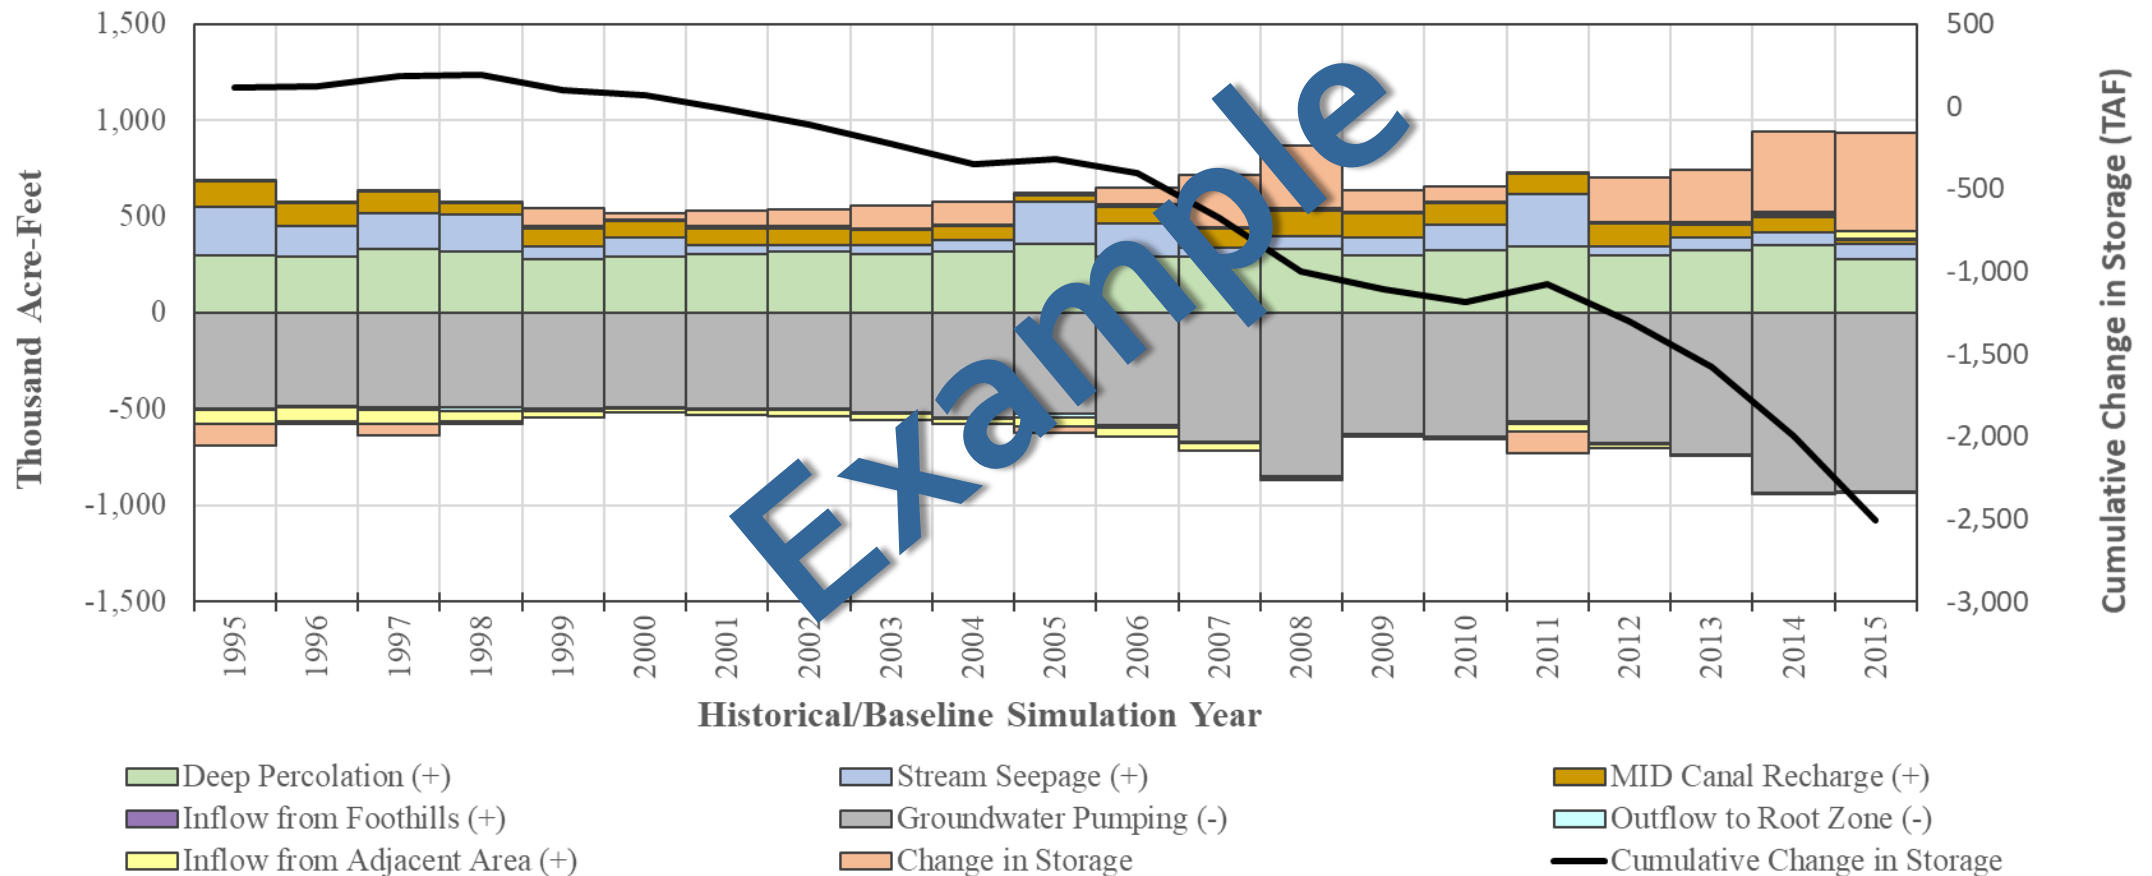 1,500
1,000
500
0
-500
-1,000
-1,500
Thousand Acre-Feet
500
0
-500
-1,000
-1,500
-2,000
-2,500
-3,000
Cumulative Change in Storage (TAF)
Example
1995 1996 1997 1998 1999 2000 2001 2002 2003 2004 2005 2006 2007 2008 2009 2010 2011 2012 2013 2014 2015
Historical/Baseline Simulation Year
Deep Percolation (+) Stream Seepage (+) MID Canal Recharge (+)
Inflow from Foothills (+) Groundwater Pumping (-) Outflow to Root Zone (-)
Inflow from Adjacent Area (+) Change in Storage Cumulative Change in Storage